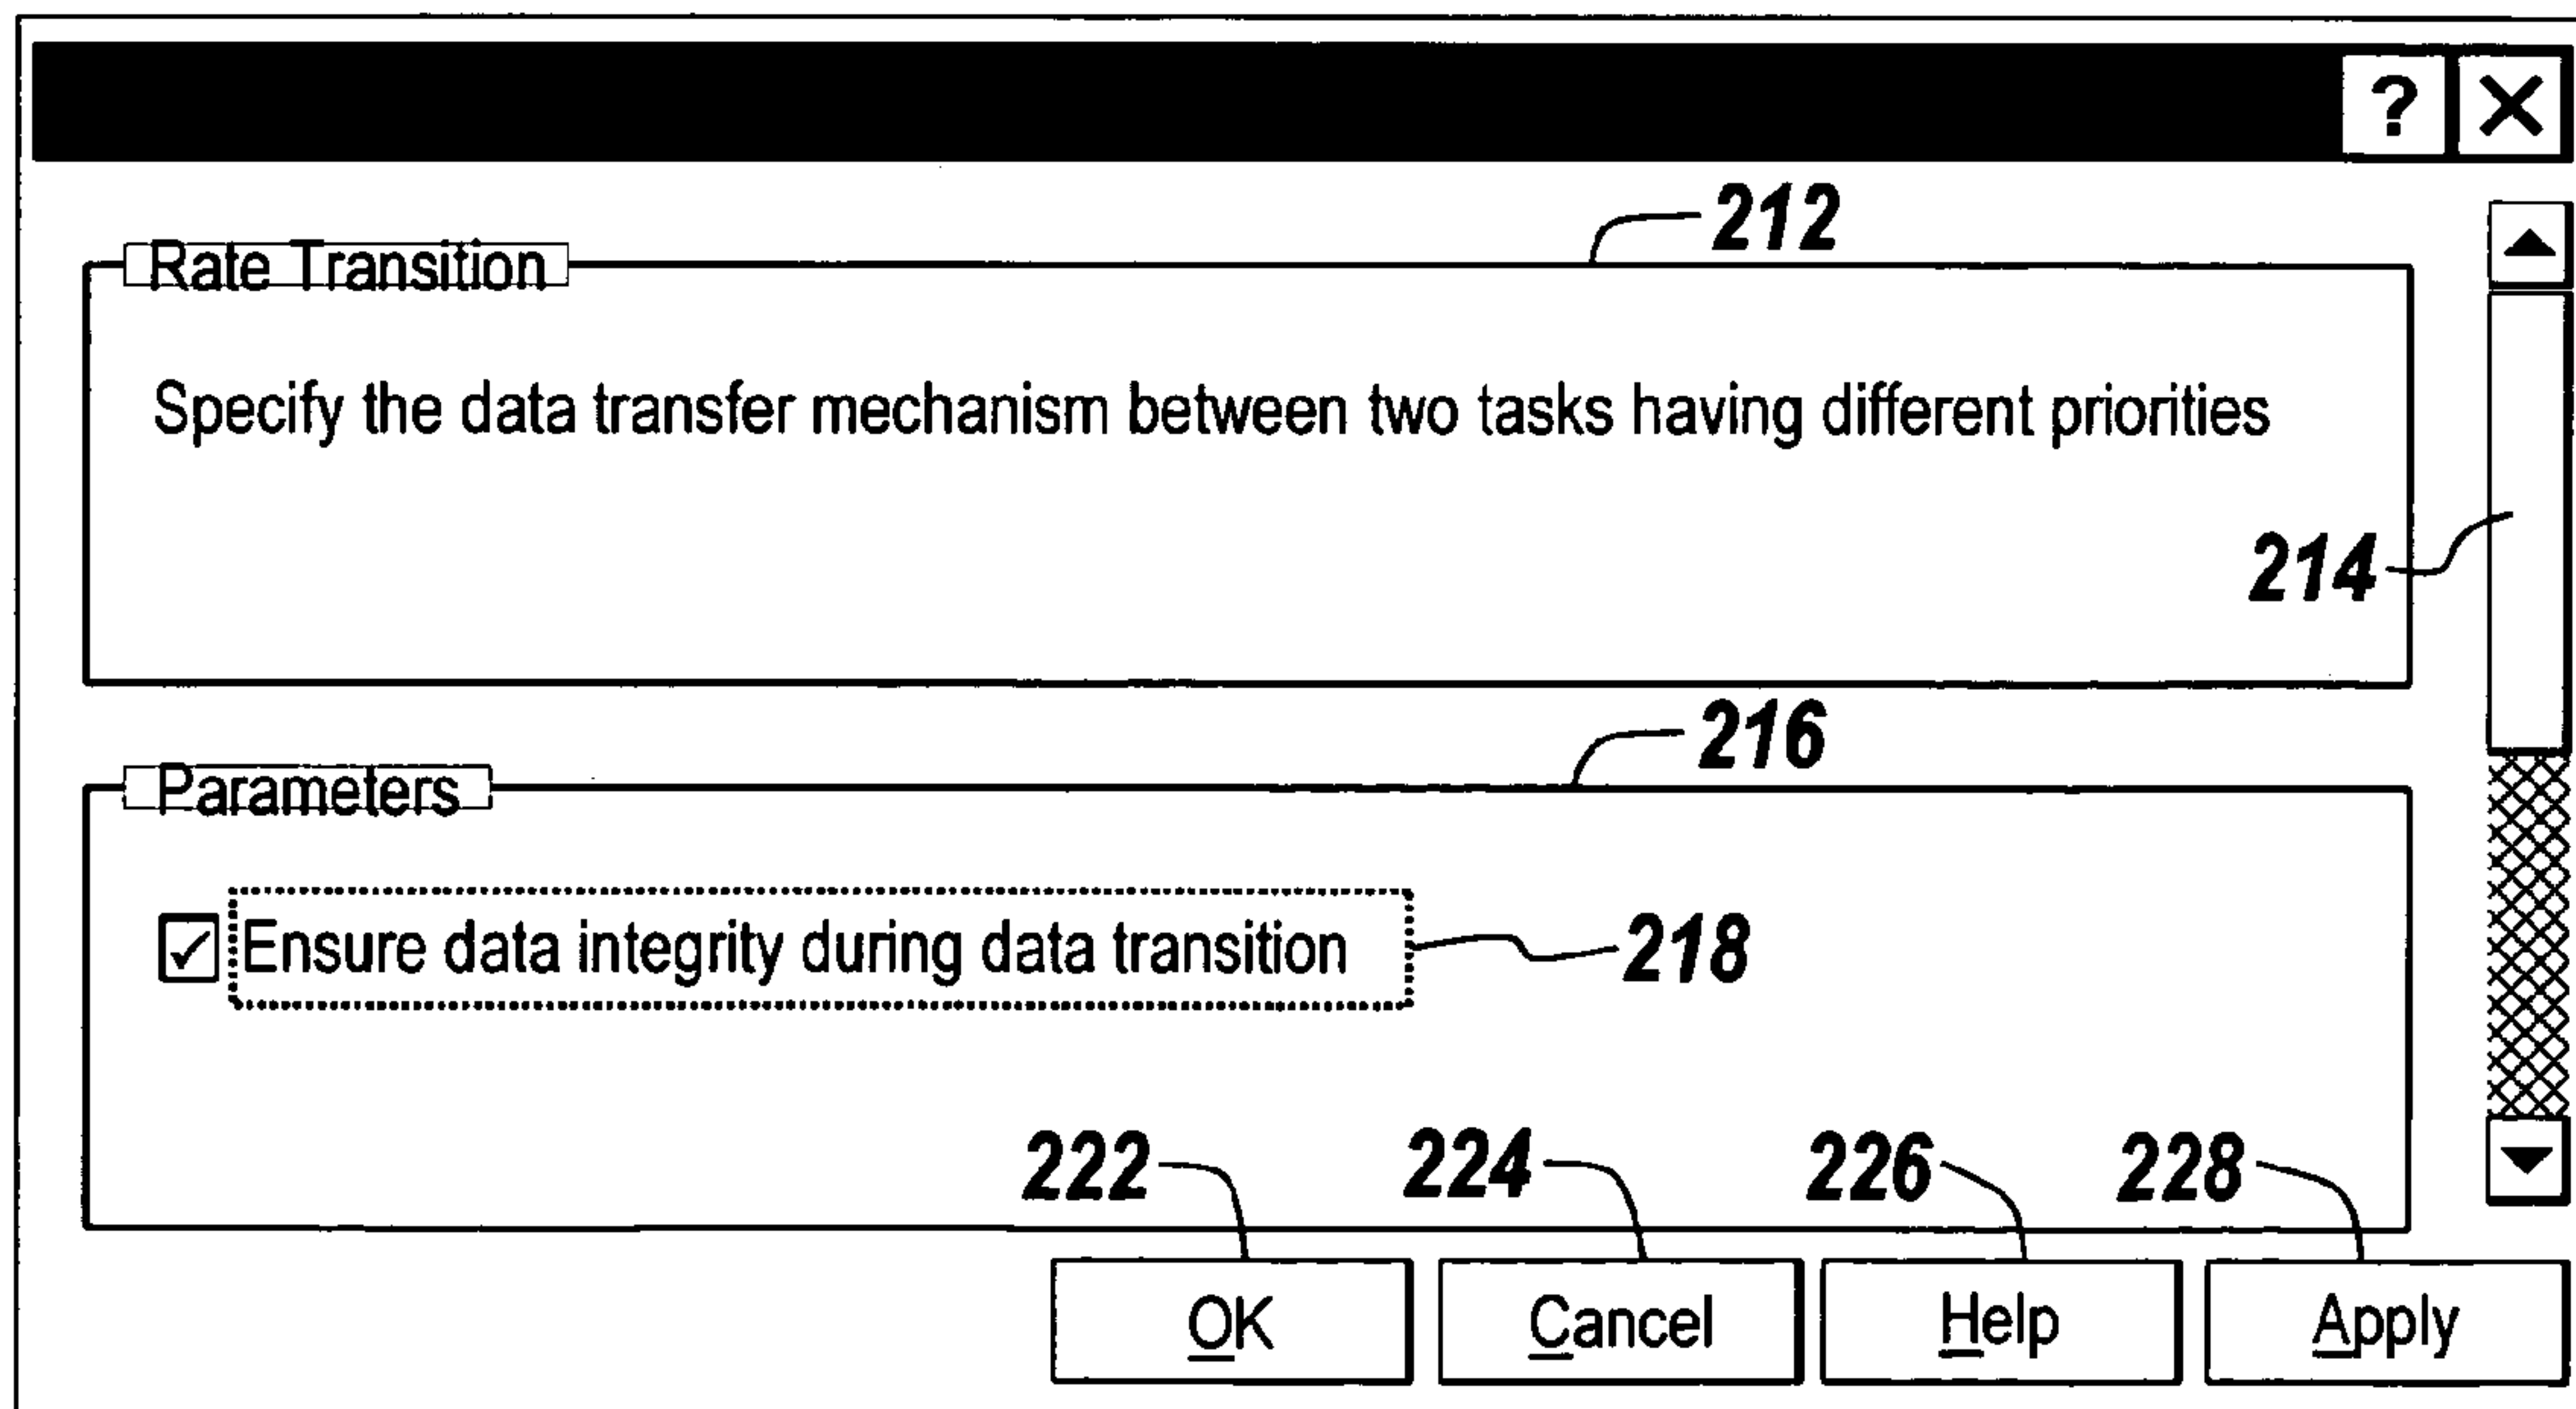 ?
212
Rate Transition
Specify the data transfer mechanism between two tasks having different priorities
214
216
Parameters
Ensure data integrity during data transition
218
222 224 226 228
OK Cancel Help Apply